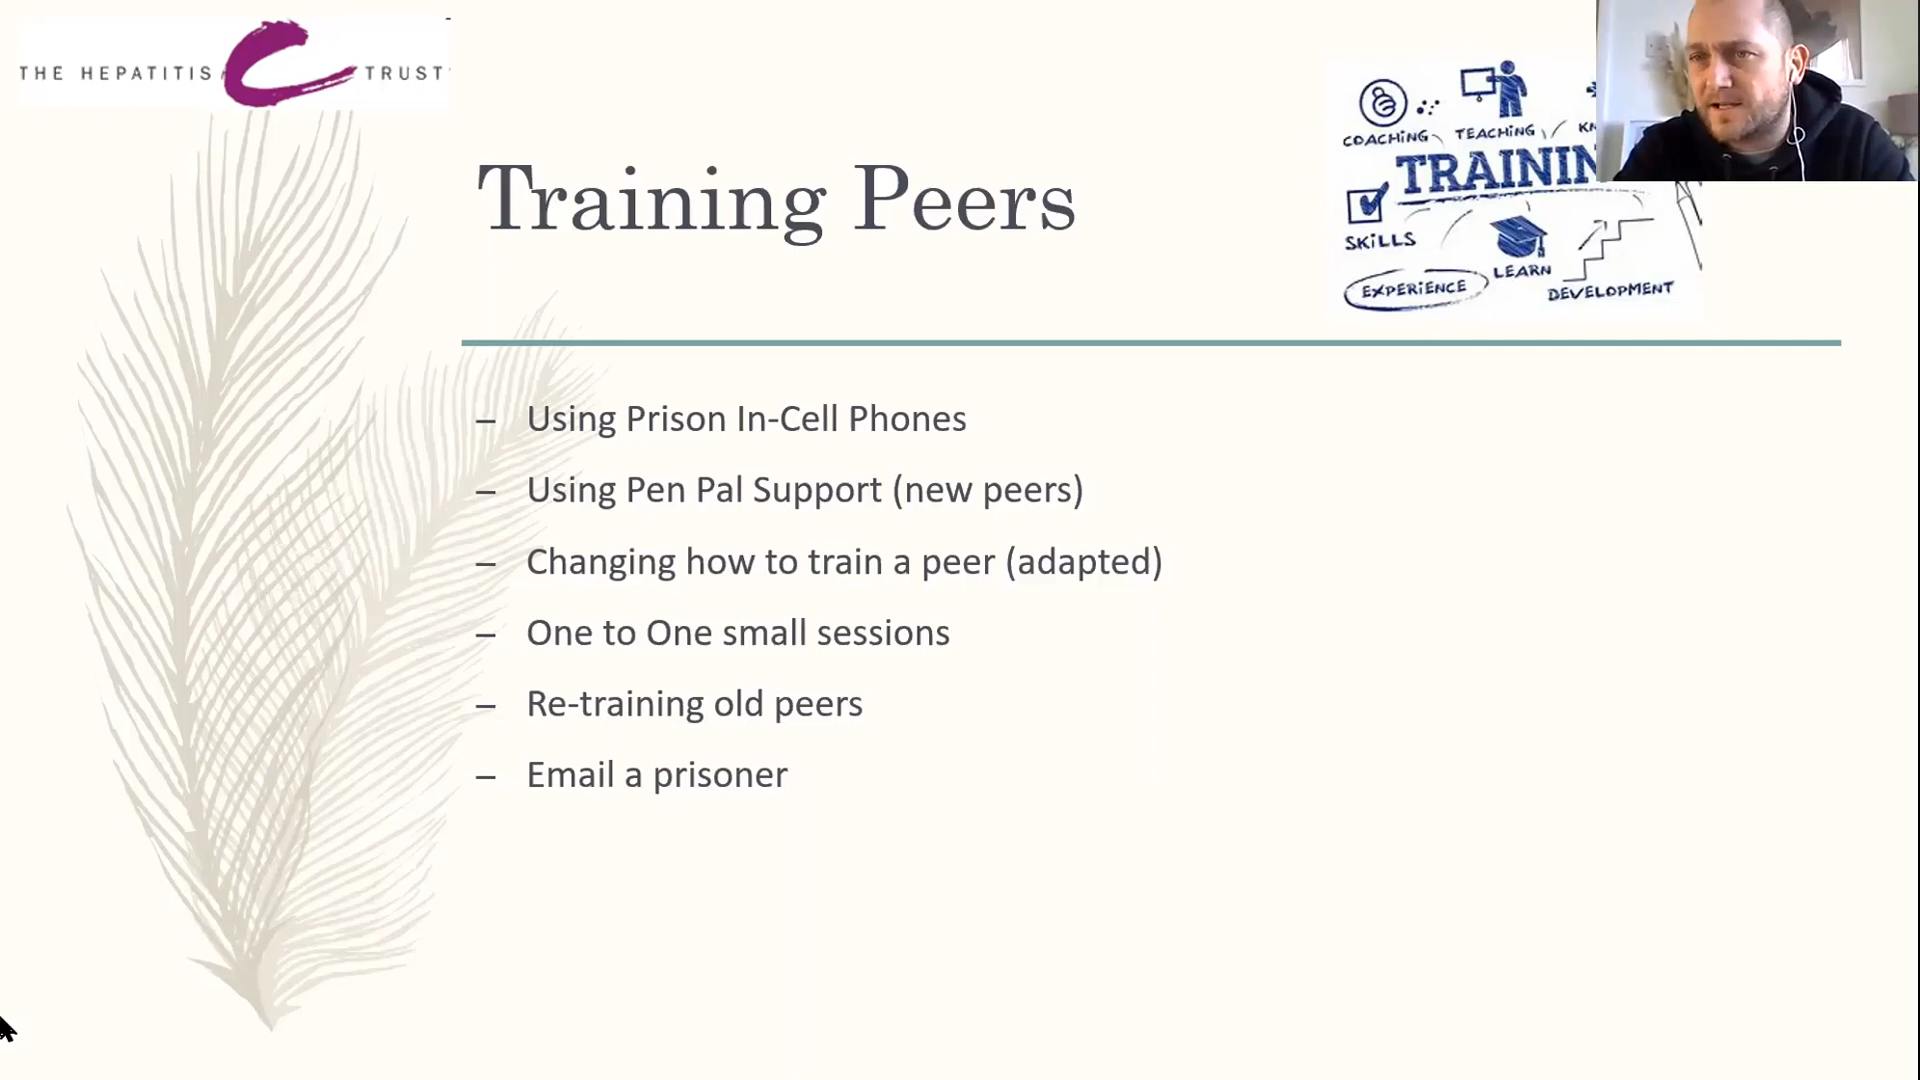 THE HEPATITIS C TRUST
Training Peers
COACHING TEACHING
TRAININ
SKILLS
LEARN
EXPERIENCE
DEVELOPMENT
– Using Prison In-Cell Phones
– Using Pen Pal Support (new peers)
– Changing how to train a peer (adapted)
– One to One small sessions
– Re-training old peers
– Email a prisoner